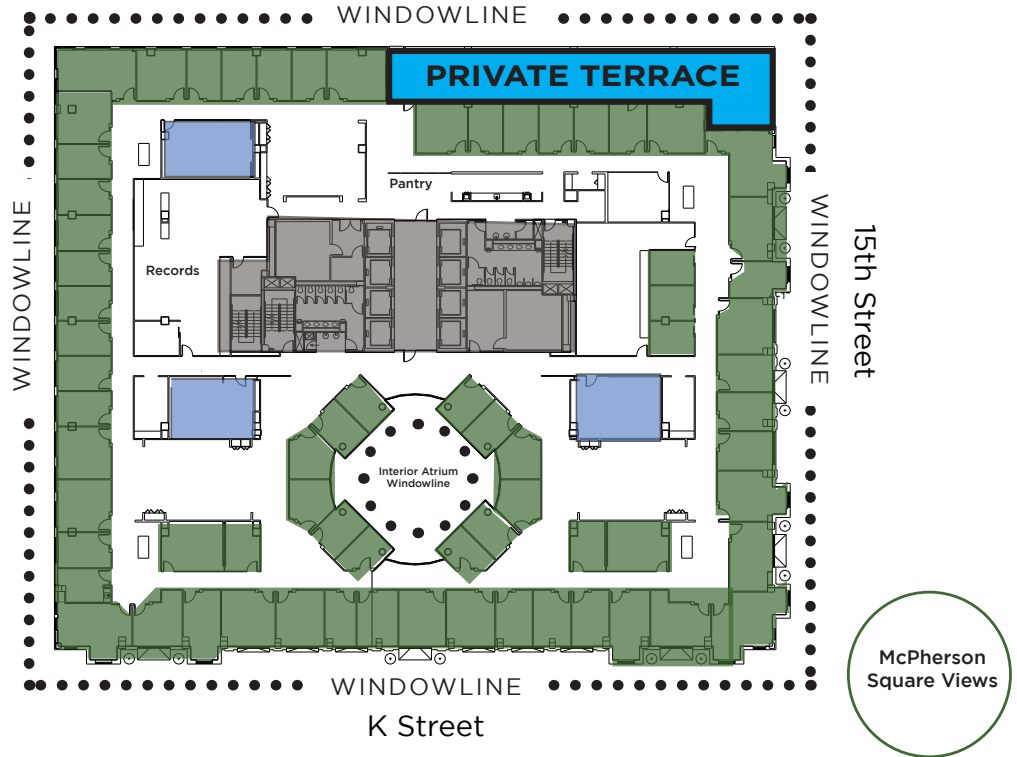 WINDOWLINE
PRIVATE TERRACE
Pantry
WINDOWLINE
WINDOWLINE
15th Street
Records
Interior Atrium
Windowline
McPherson
Square Views
WINDOWLINE
K Street